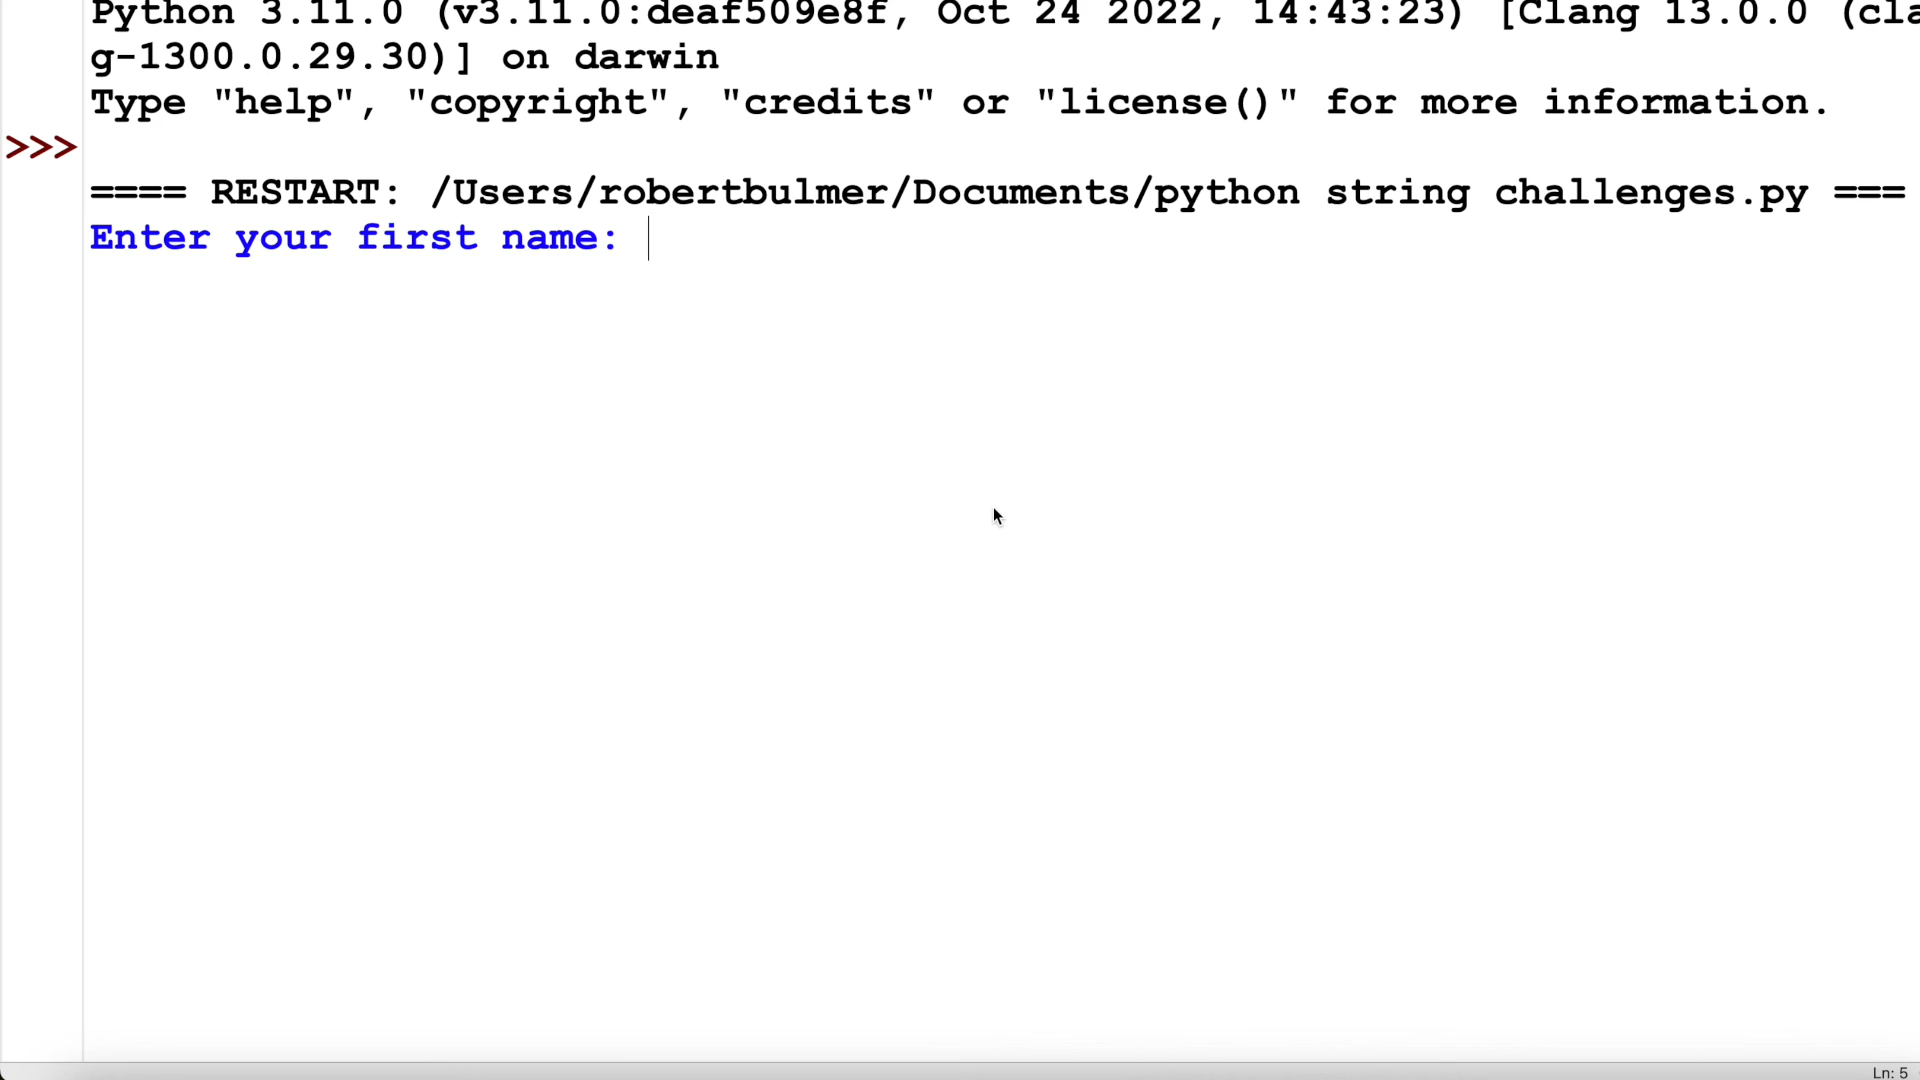 Python 3.11.0 (v3.11.0:deaf509e8f, Oct 24 2022, 14:43:23) [Clang 13.0.0 (cla
g-1300.0.29.30)] on darwin
Type "help", "copyright", "credits" or "license()" for more information.
>>>
==== RESTART: /Users/robertbulmer/Documents/python string challenges.py ===
Enter your first name:
Ln: 5